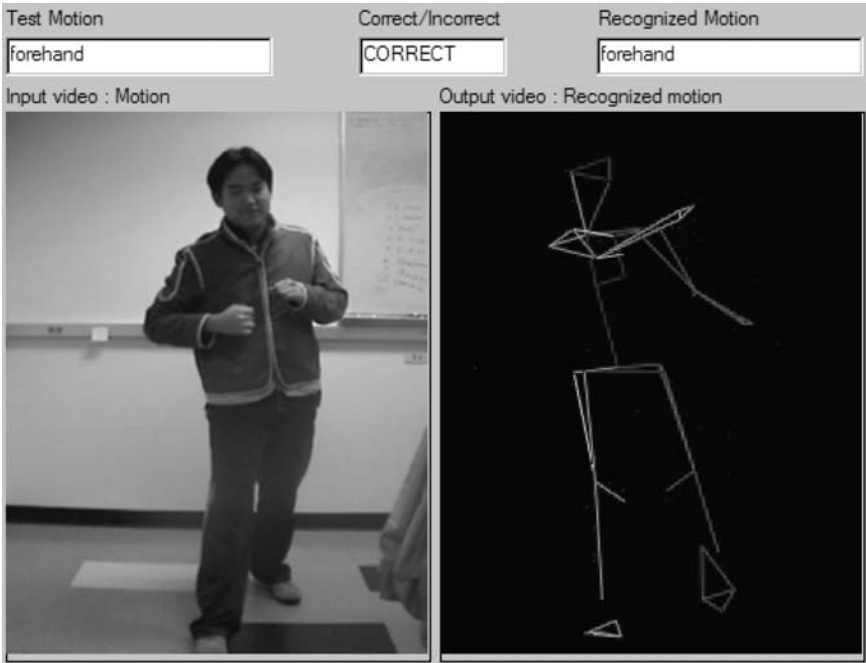 Test Motion Correct/Incorrect Recognized Motion
forehand CORRECT forehand
Input video : Motion Output video : Recognized motion